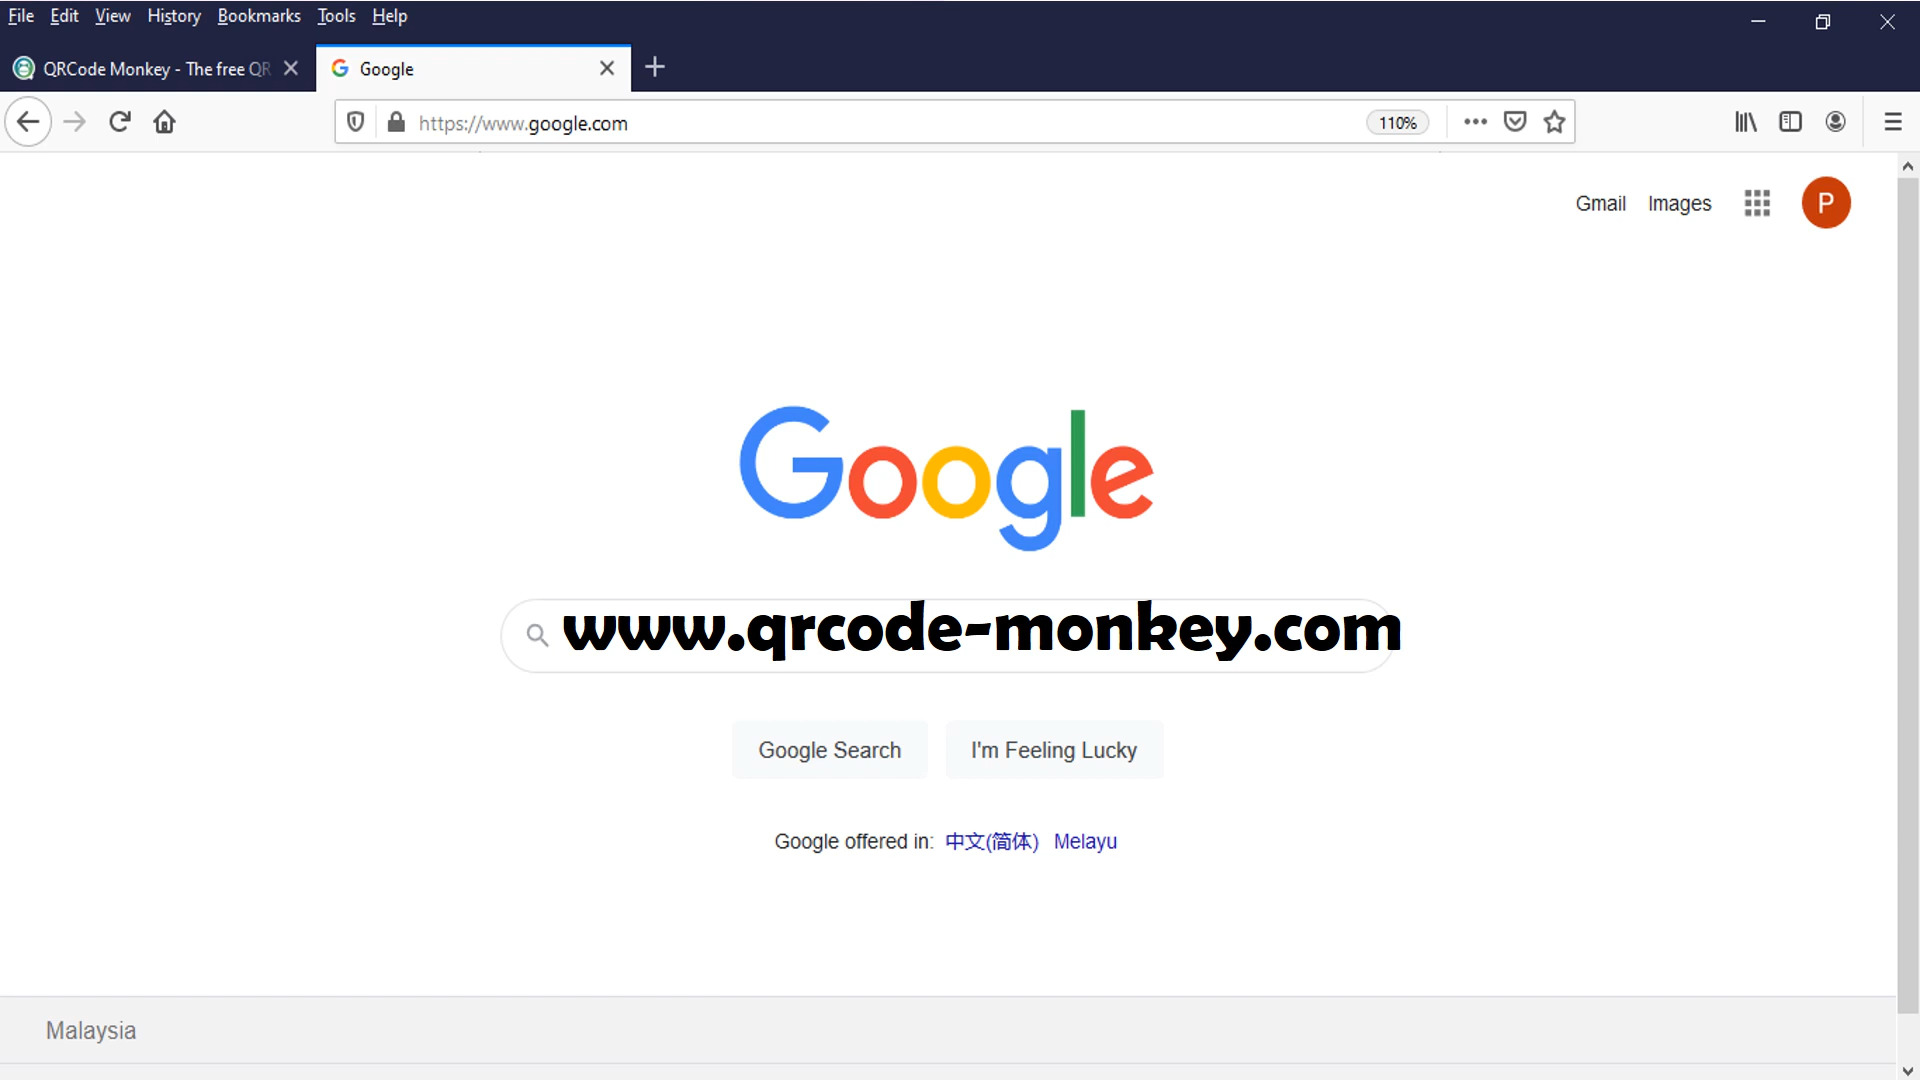 File Edit View History Bookmarks Tools Help
QRCode Monkey - The free QR
Google
https://www.google.com
110%
Gmail Images
P
Google
www.qrcode-monkey.com
Google Search
I'm Feeling Lucky
Google offered in: 中文(简体) Melayu
Malaysia